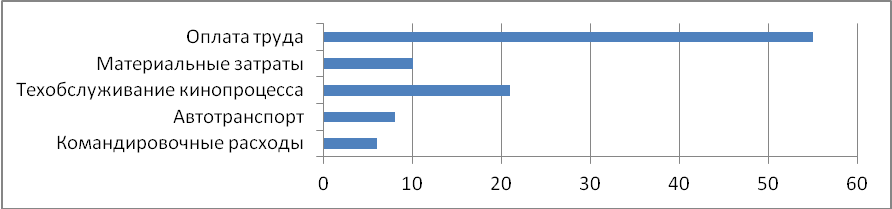 Оплата труда
Материальные затраты
Техобслуживание кинопроцесса
Автотранспорт
Командировочные расходы
0 10 20 30 40 50 60